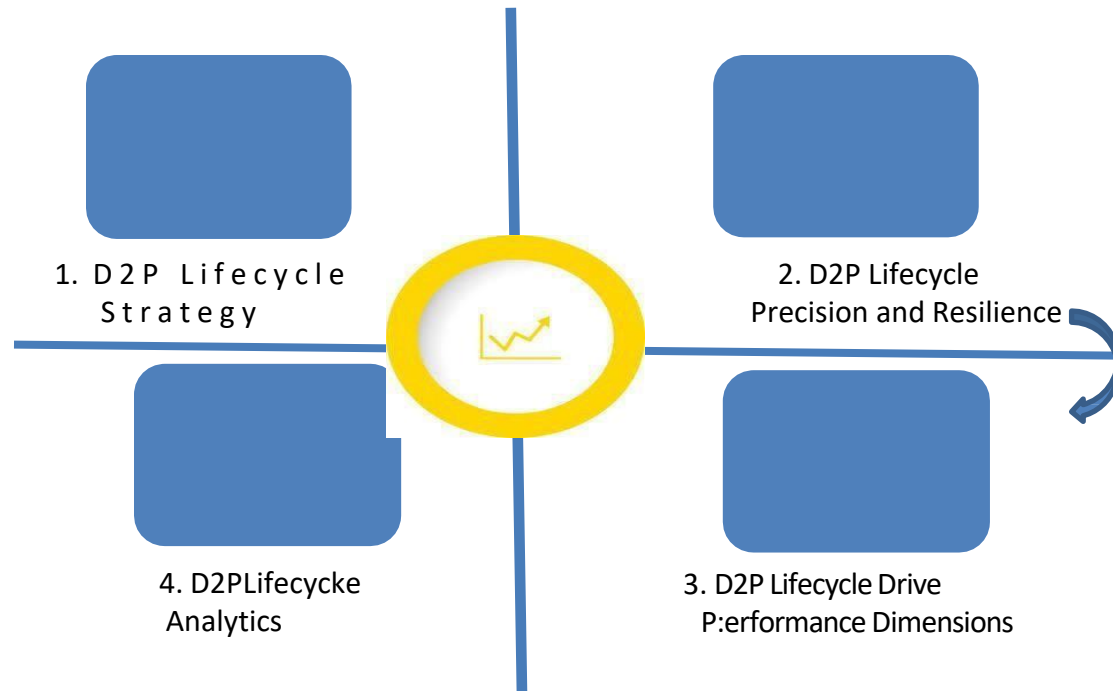 1. D2P Lifecycle
Strategy
2. D2P Lifecycle
Precision and Resilience
4. D2PLifecycke
Analytics
3. D2P Lifecycle Drive
P:erformance Dimensions